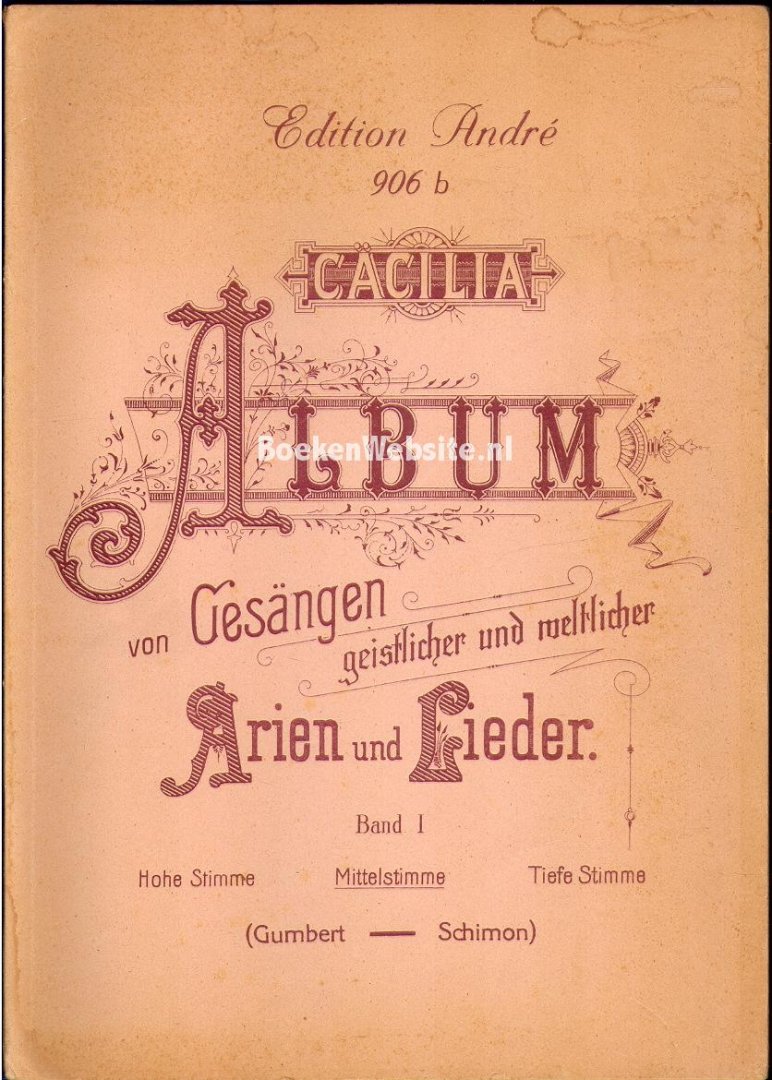 Edition André
906 b
CÄCILIA
ALBUM
BoekenWebsite.nl
von Gesängen
geistlicher und weltlicher
Arien und Lieder.
Band I
Hohe Stimme Mittelstimme Tiefe Stimme
(Gumbert — Schimon)